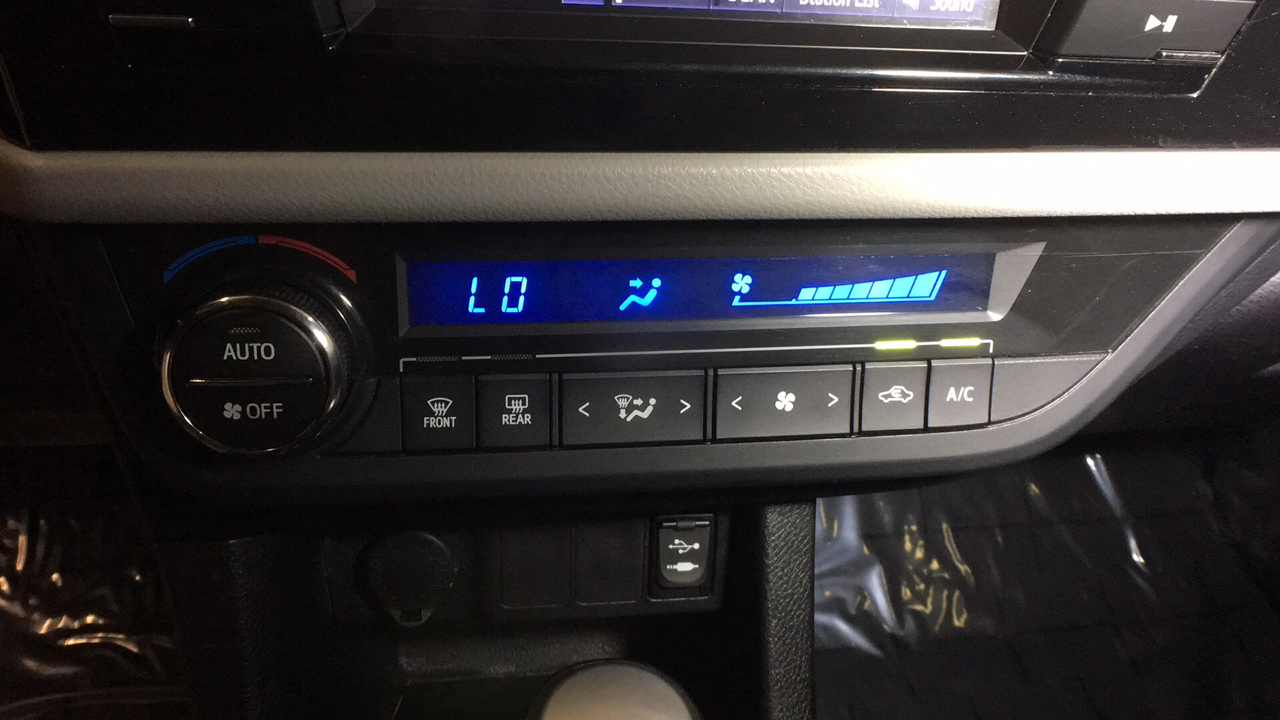 Station List
Sound
LO
AUTO
OFF
FRONT
REAR
A/C